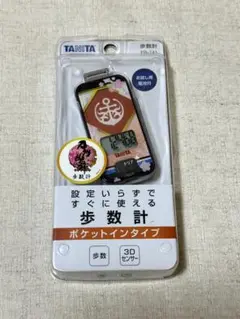 TANITA
歩数計
お試し用
電池付
TANITA
歩数計
設定いらずで
すぐに使える
歩数計
ポケットインタイプ
歩数
3D
センサー